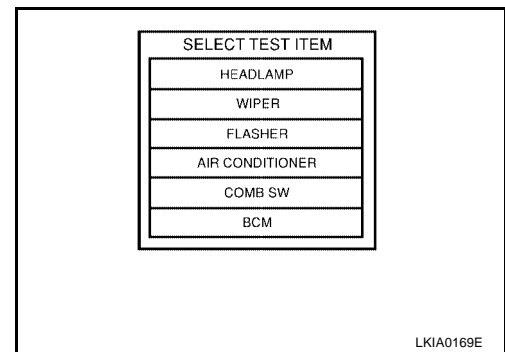 SELECT TEST ITEM
HEADLAMP
WIPER
FLASHER
AIR CONDITIONER
COMB SW
BCM
LKIA0169E